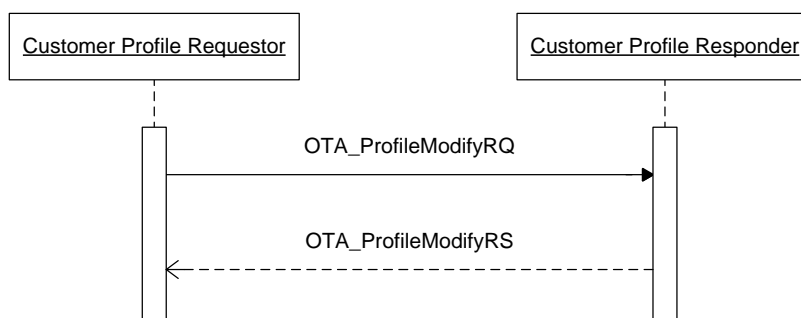 Customer Profile Requestor
Customer Profile Responder
OTA_ProfileModifyRQ
OTA_ProfileModifyRS